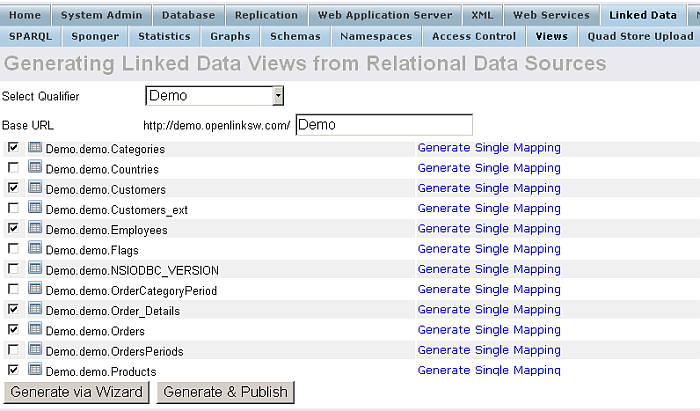 Home System Admin Database Replication Web Application Server XML Web Services Linked Data
SPARQL Sponger Statistics Graphs Schemas Namespaces Access Control Views Quad Store Upload
Generating Linked Data Views from Relational Data Sources
Select Qualifier Demo
Base URL http://demo.openlinksw.com/ Demo
Demo.demo.Categories Generate Single Mapping
Demo.demo.Countries Generate Single Mapping
Demo.demo.Customers Generate Single Mapping
Demo.demo.Customers_ext Generate Single Mapping
Demo.demo.Employees Generate Single Mapping
Demo.demo.Flags Generate Single Mapping
Demo.demo.NSIODBC_VERSION Generate Single Mapping
Demo.demo.OrderCategoryPeriod Generate Single Mapping
Demo.demo.Order_Details Generate Single Mapping
Demo.demo.Orders Generate Single Mapping
Demo.demo.OrdersPeriods Generate Single Mapping
Demo.demo.Products Generate Single Mapping
Generate via Wizard Generate & Publish